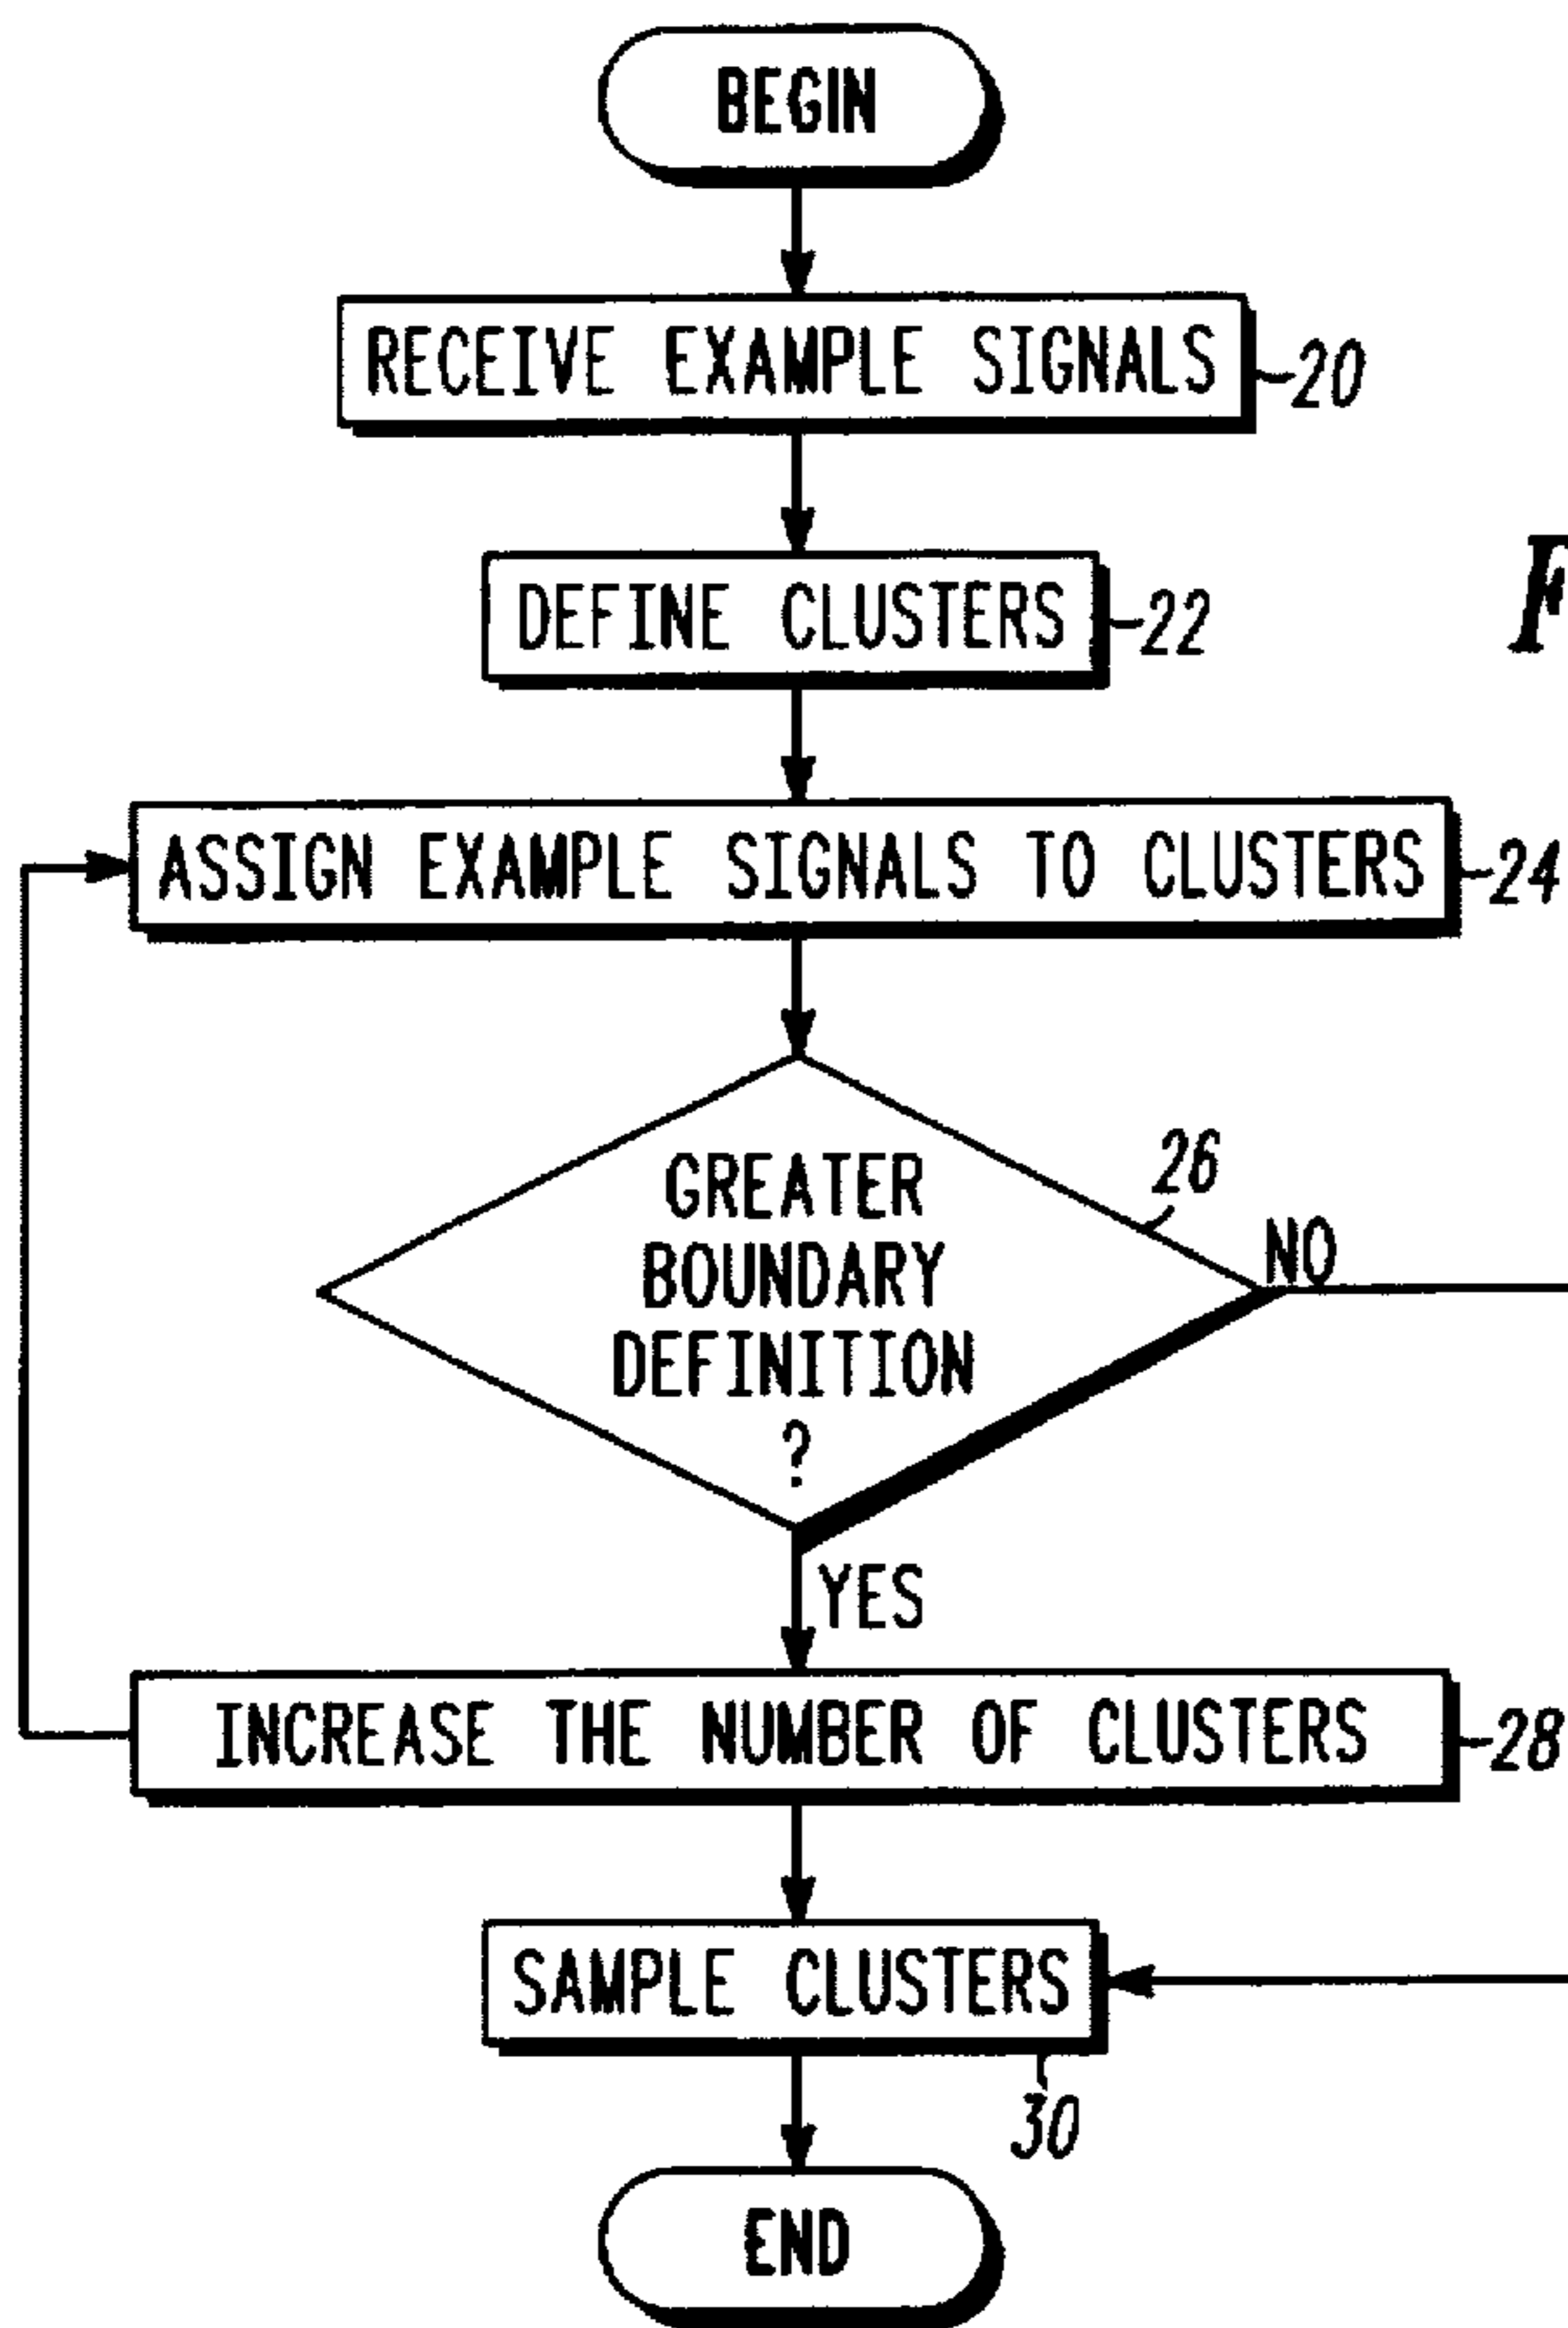 BEGIN
RECEIVE EXAMPLE SIGNALS
20
DEFINE CLUSTERS
22
ASSIGN EXAMPLE SIGNALS TO CLUSTERS
24
26
GREATER
BOUNDARY
DEFINITION
?
NO
YES
INCREASE THE NUMBER OF CLUSTERS
28
SAMPLE CLUSTERS
30
END